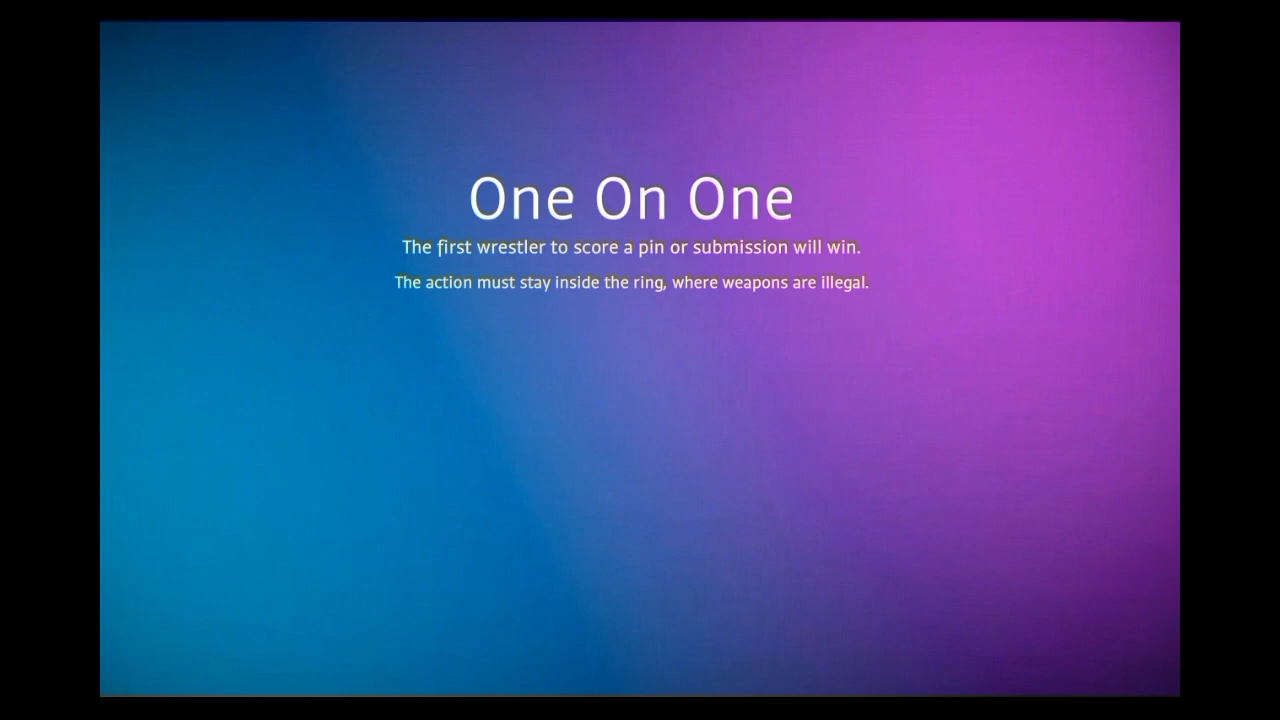 One On One
The first wrestler to score a pin or submission will win.
The action must stay inside the ring, where weapons are illegal.